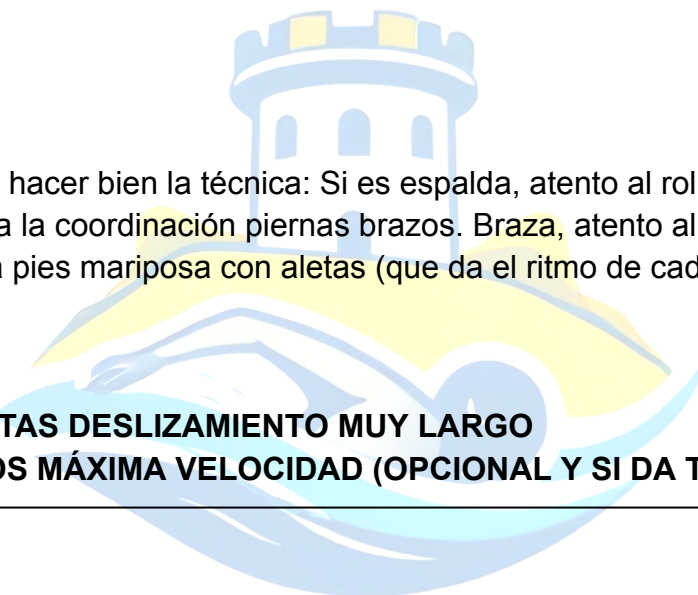 hacer bien la técnica: Si es espalda, atento al rol
a la coordinación piernas brazos. Braza, atento al
pies mariposa con aletas (que da el ritmo de cad
TAS DESLIZAMIENTO MUY LARGO
OS MÁXIMA VELOCIDAD (OPCIONAL Y SI DA T